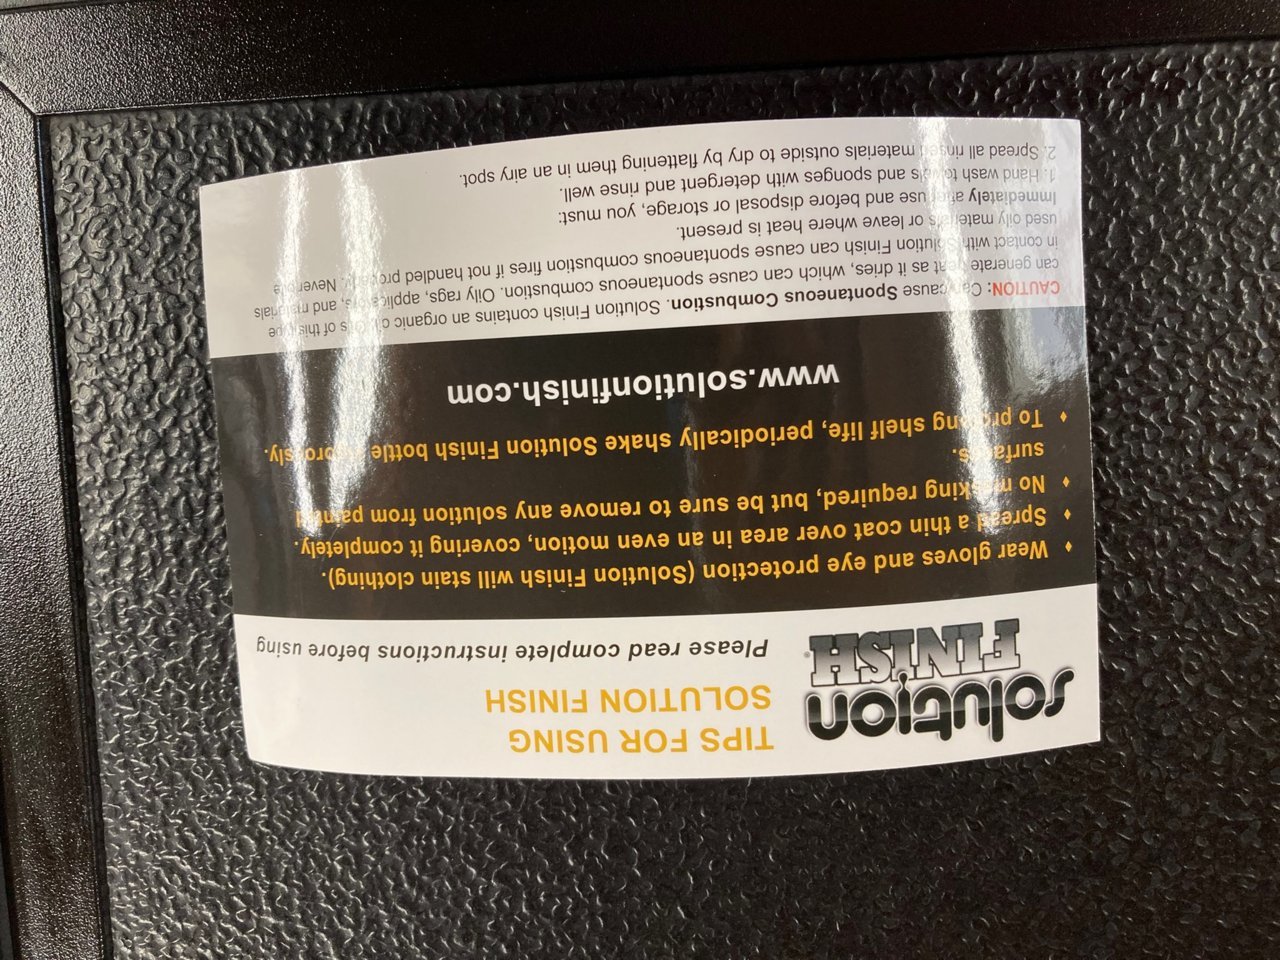 solution
FINISH®
TIPS FOR USING
SOLUTION FINISH
Please read complete instructions before using
♦ Wear gloves and eye protection (Solution Finish will stain clothing).
♦ Spread a thin coat over area in an even motion, covering it completely.
♦ No masking required, but be sure to remove any solution from
surfaces.
♦ To prolong shelf life, periodically shake Solution Finish bottle
www.solutionfinish.com
CAUTION: Can cause Spontaneous Combustion. Solution Finish contains an organic oils of this type
can generate heat as it dries, which can cause spontaneous combustion. Oily rags, and materials
in contact with Solution Finish can cause spontaneous combustion fires if not handled properly. Never
used oily materials or leave where heat is present.
Immediately after use and before disposal or storage, you must:
1. Hand wash towels and sponges with detergent and rinse well.
2. Spread all rinsed materials outside to dry by flattening them in an airy spot.